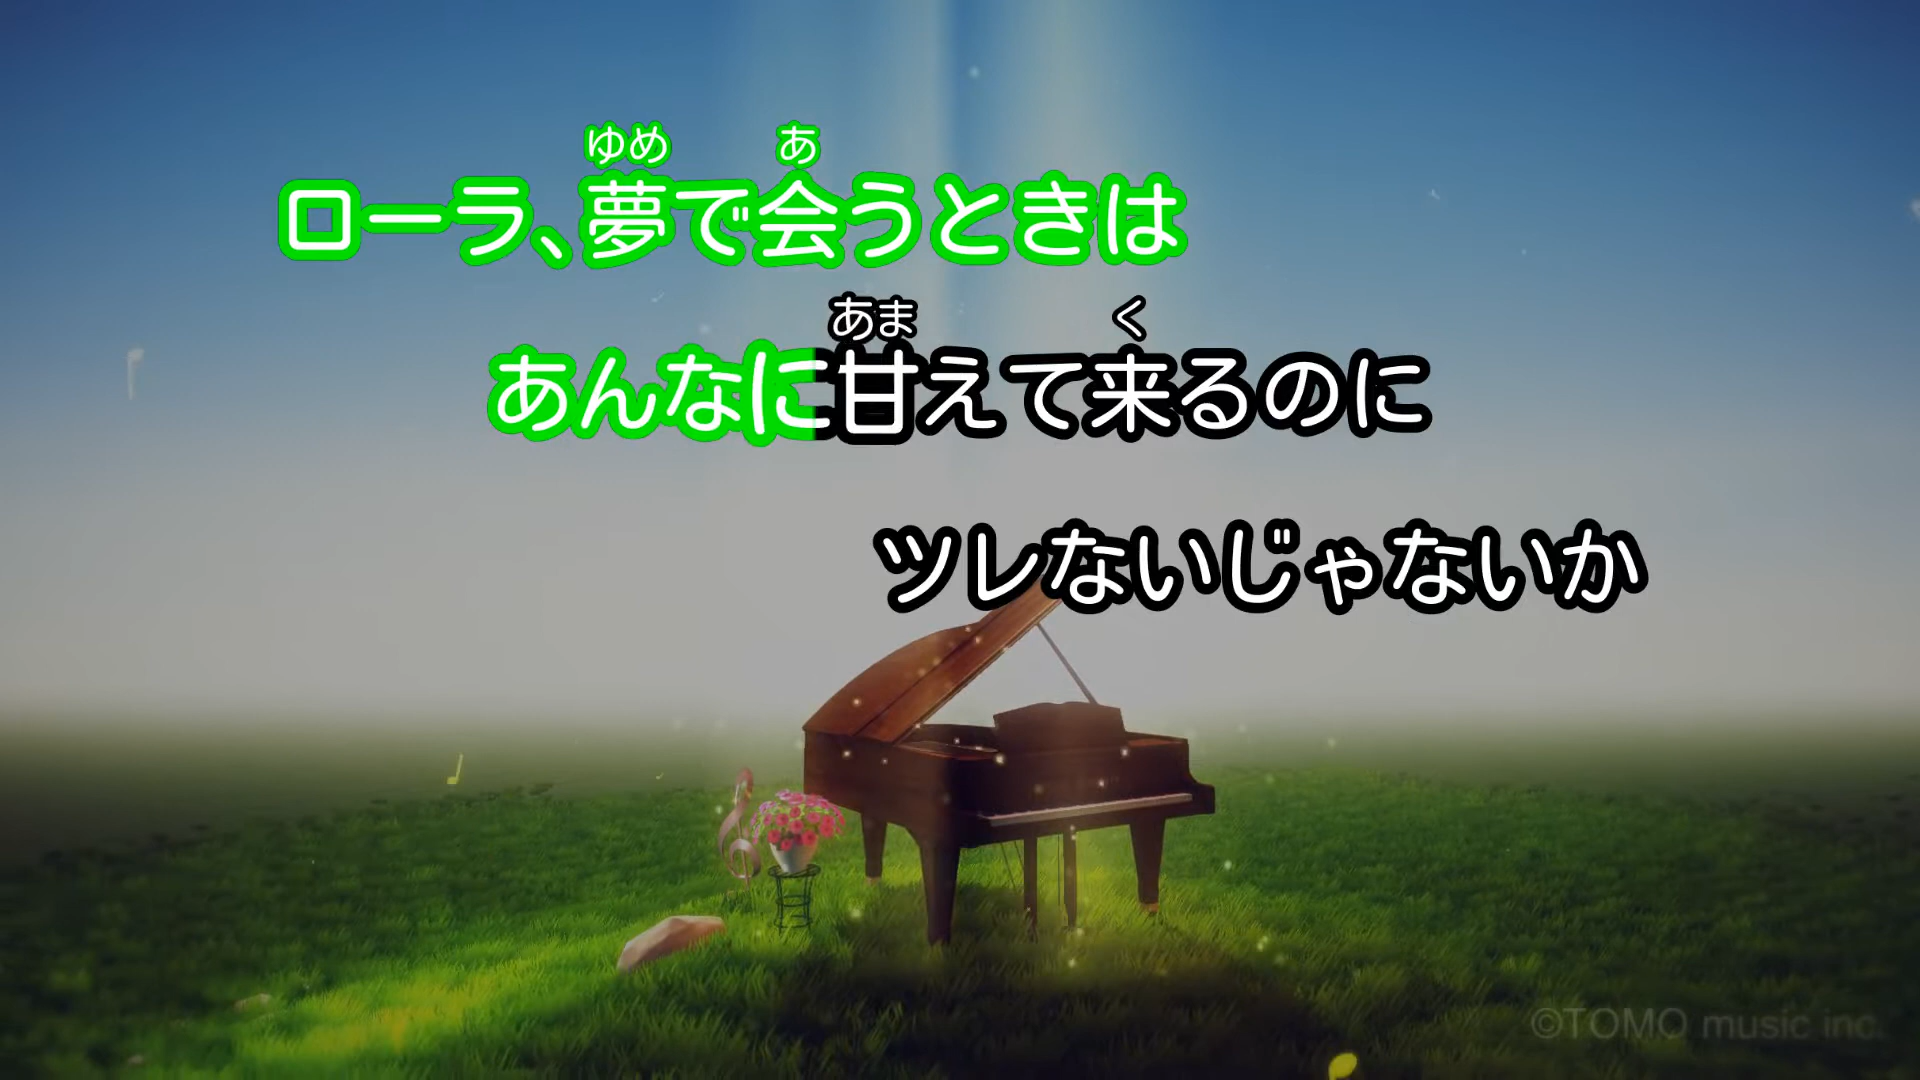 ゆめ あ
ローラ、夢で会うときは
あま く
あんなに甘えて来るのに
ツレないじゃないか
©TOMO music inc.